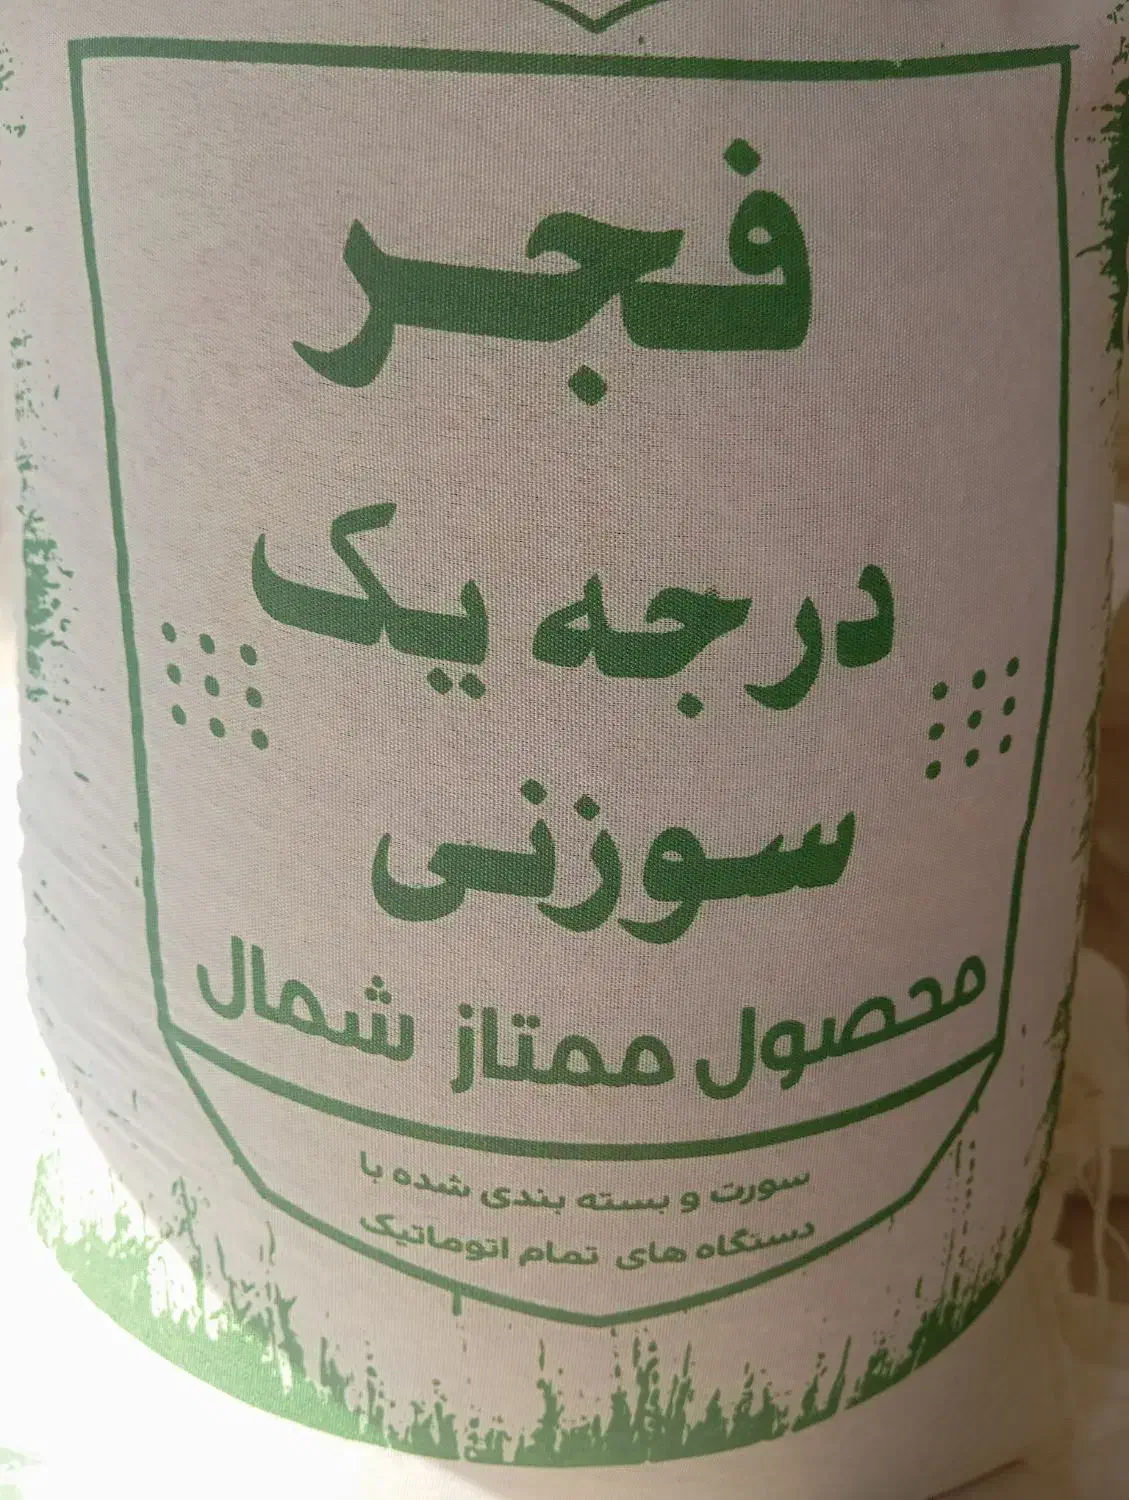 فجر
درجه یک
سوزنی
محصول ممتاز شمال
سورت و بسته بندی شده با
دستگاه های تمام اتوماتیک